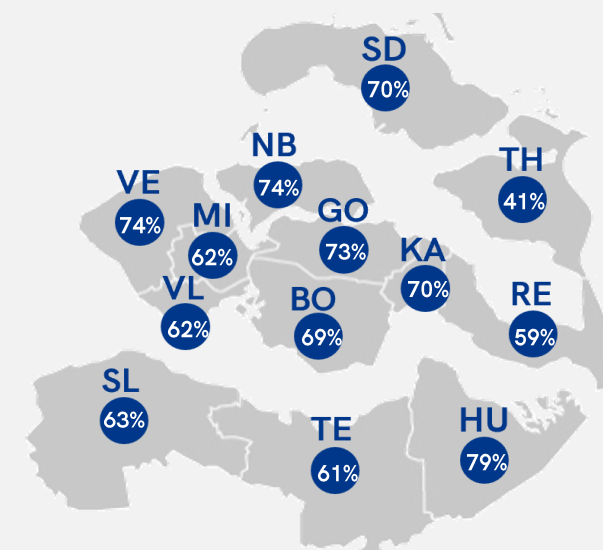 SD
70%
NB
74%
TH
41%
VE
74%
MI
62%
GO
73%
KA
70%
VL
62%
BO
69%
RE
59%
SL
63%
TE
61%
HU
79%